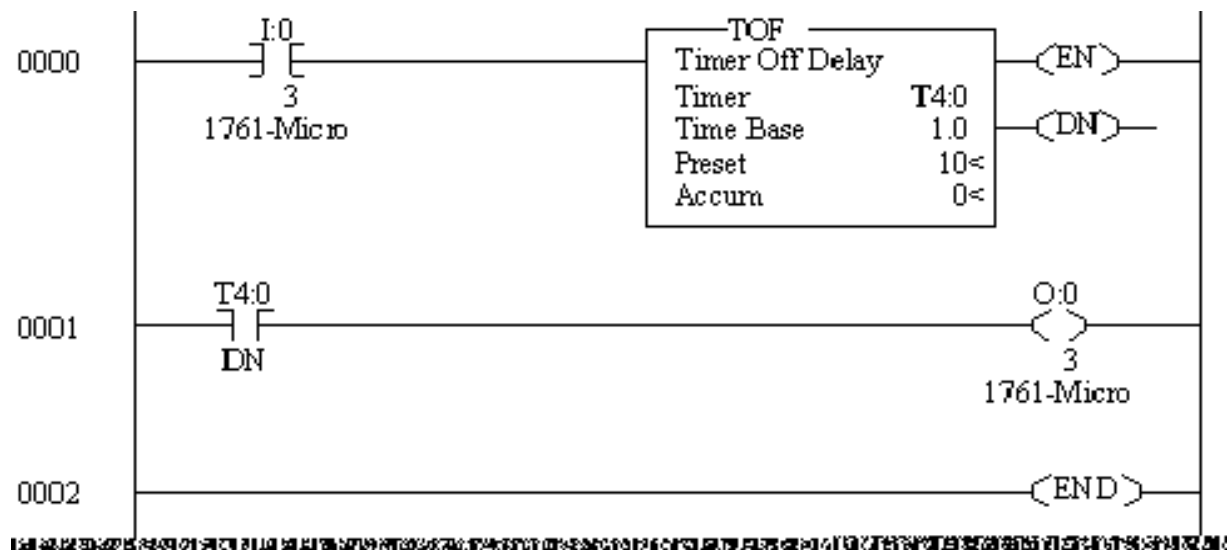 I:0
TOF
0000
Timer Off Delay
EN
3
Timer T4:0
1761-Micro
Time Base 1.0
DN
Preset 10<
Accum 0<
T4:0
O:0
0001
DN
3
1761-Micro
0002
END